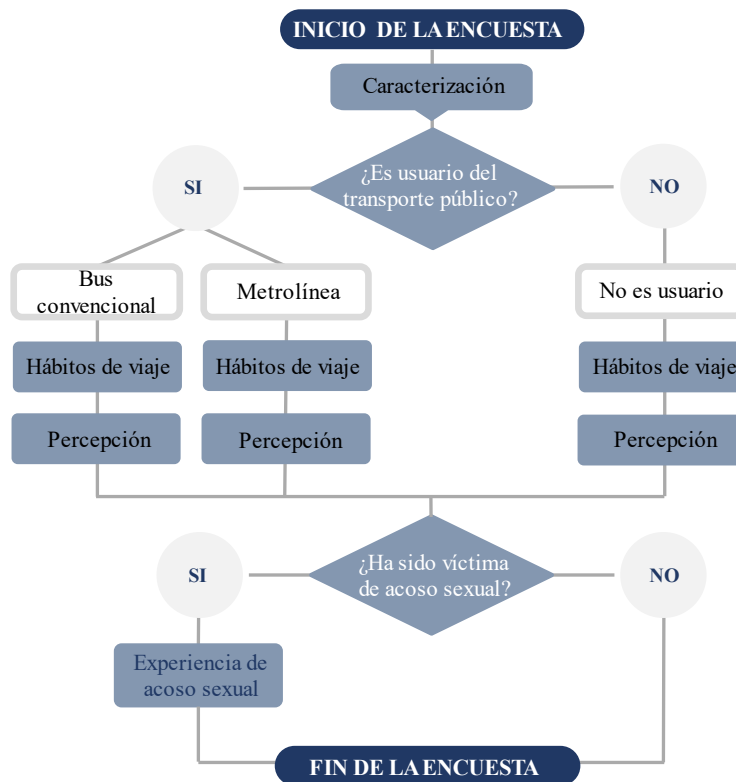 INICIO DE LA ENCUESTA
Caracterización
¿Es usuario del
transporte público?
SI
NO
Bus
convencional
Metrolínea
No es usuario
Hábitos de viaje
Hábitos de viaje
Hábitos de viaje
Percepción
Percepción
Percepción
¿Ha sido víctima
de acoso sexual?
SI
NO
Experiencia de
acoso sexual
FIN DE LA ENCUESTA